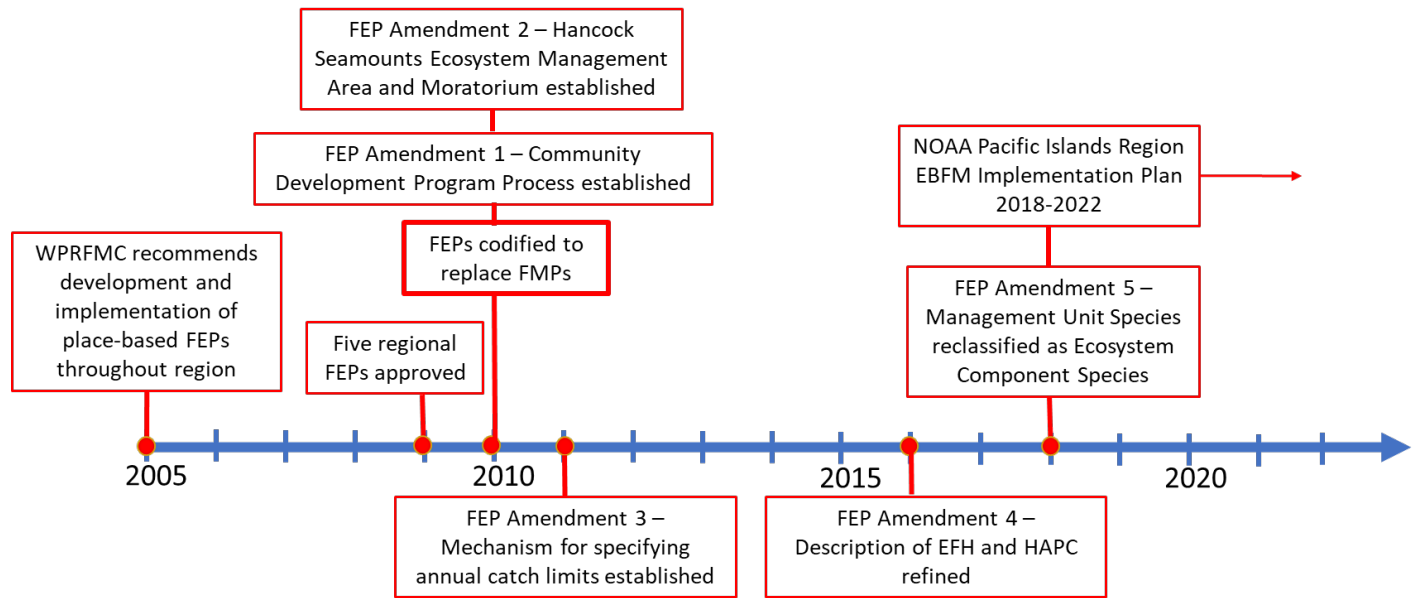 FEP Amendment 2 – Hancock
Seamounts Ecosystem Management
Area and Moratorium established
FEP Amendment 1 – Community
Development Program Process established
FEPs codified to
replace FMPs
WPRFMC recommends
development and
implementation of
place-based FEPs
throughout region
Five regional
FEPs approved
NOAA Pacific Islands Region
EBFM Implementation Plan
2018-2022
FEP Amendment 5 –
Management Unit Species
reclassified as Ecosystem
Component Species
2005
2010
2015
2020
FEP Amendment 3 –
Mechanism for specifying
annual catch limits established
FEP Amendment 4 –
Description of EFH and HAPC
refined